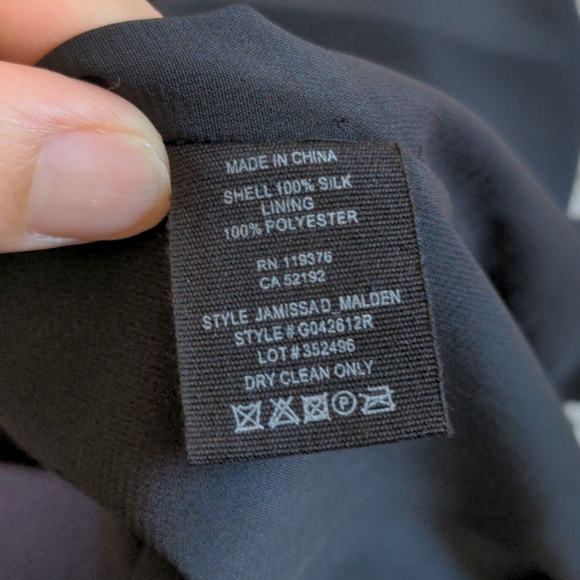 MADE IN CHINA
SHELL 100% SILK
LINING
100% POLYESTER
RN 119376
CA 52192
STYLE JAMISSA D_MALDEN
STYLE # G042612R
LOT # 352496
DRY CLEAN ONLY
P